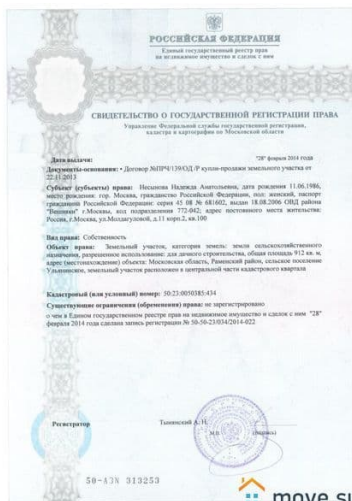 РОССИЙСКАЯ ФЕДЕРАЦИЯ
Единый государственный реестр прав
на недвижимое имущество и сделок с ним
СВИДЕТЕЛЬСТВО О ГОСУДАРСТВЕННОЙ РЕГИСТРАЦИИ ПРАВА
Управление Федеральной службы государственной регистрации,
кадастра и картографии по Московской области
Дата выдачи: "28" февраля 2014 года
Документы-основания: • Договор №ПРЧ/139/ОД /Р купли-продажи земельного участка от
22.11.2013
Субъект (субъекты) права: Надежда Анатольевна, дата рождения 11.06.1986,
место рождения: гор. Москва, гражданство Российской Федерации, пол: женский, паспорт
гражданина Российской Федерации: серия 45 08 № 681602, выдан 18.08.2006 ОВД района
г.Москвы, код подразделения 772-042; адрес постоянного места жительства:
Россия, г.Москва, ул.Молдагуловой, д.11 корп.2, кв.100
Вид права: Собственность
Объект права: Земельный участок, категория земель: земли сельскохозяйственного
назначения, разрешенное использование: для дачного строительства, общая площадь 912 кв. м,
адрес (местонахождение) объекта: Московская область, Раменский район, сельское поселение
Ульянинское, земельный участок расположен в центральной части кадастрового квартала
Кадастровый (или условный) номер: 50:23:0050385:434
Существующие ограничения (обременения) права: не зарегистрировано
о чем в Едином государственном реестре прав на недвижимое имущество и сделок с ним "28"
февраля 2014 года сделана запись регистрации № 50-50-23/034/2014-022
Регистратор А. Н.
М.П. (подпись)
50-АЭN 313253
move.su